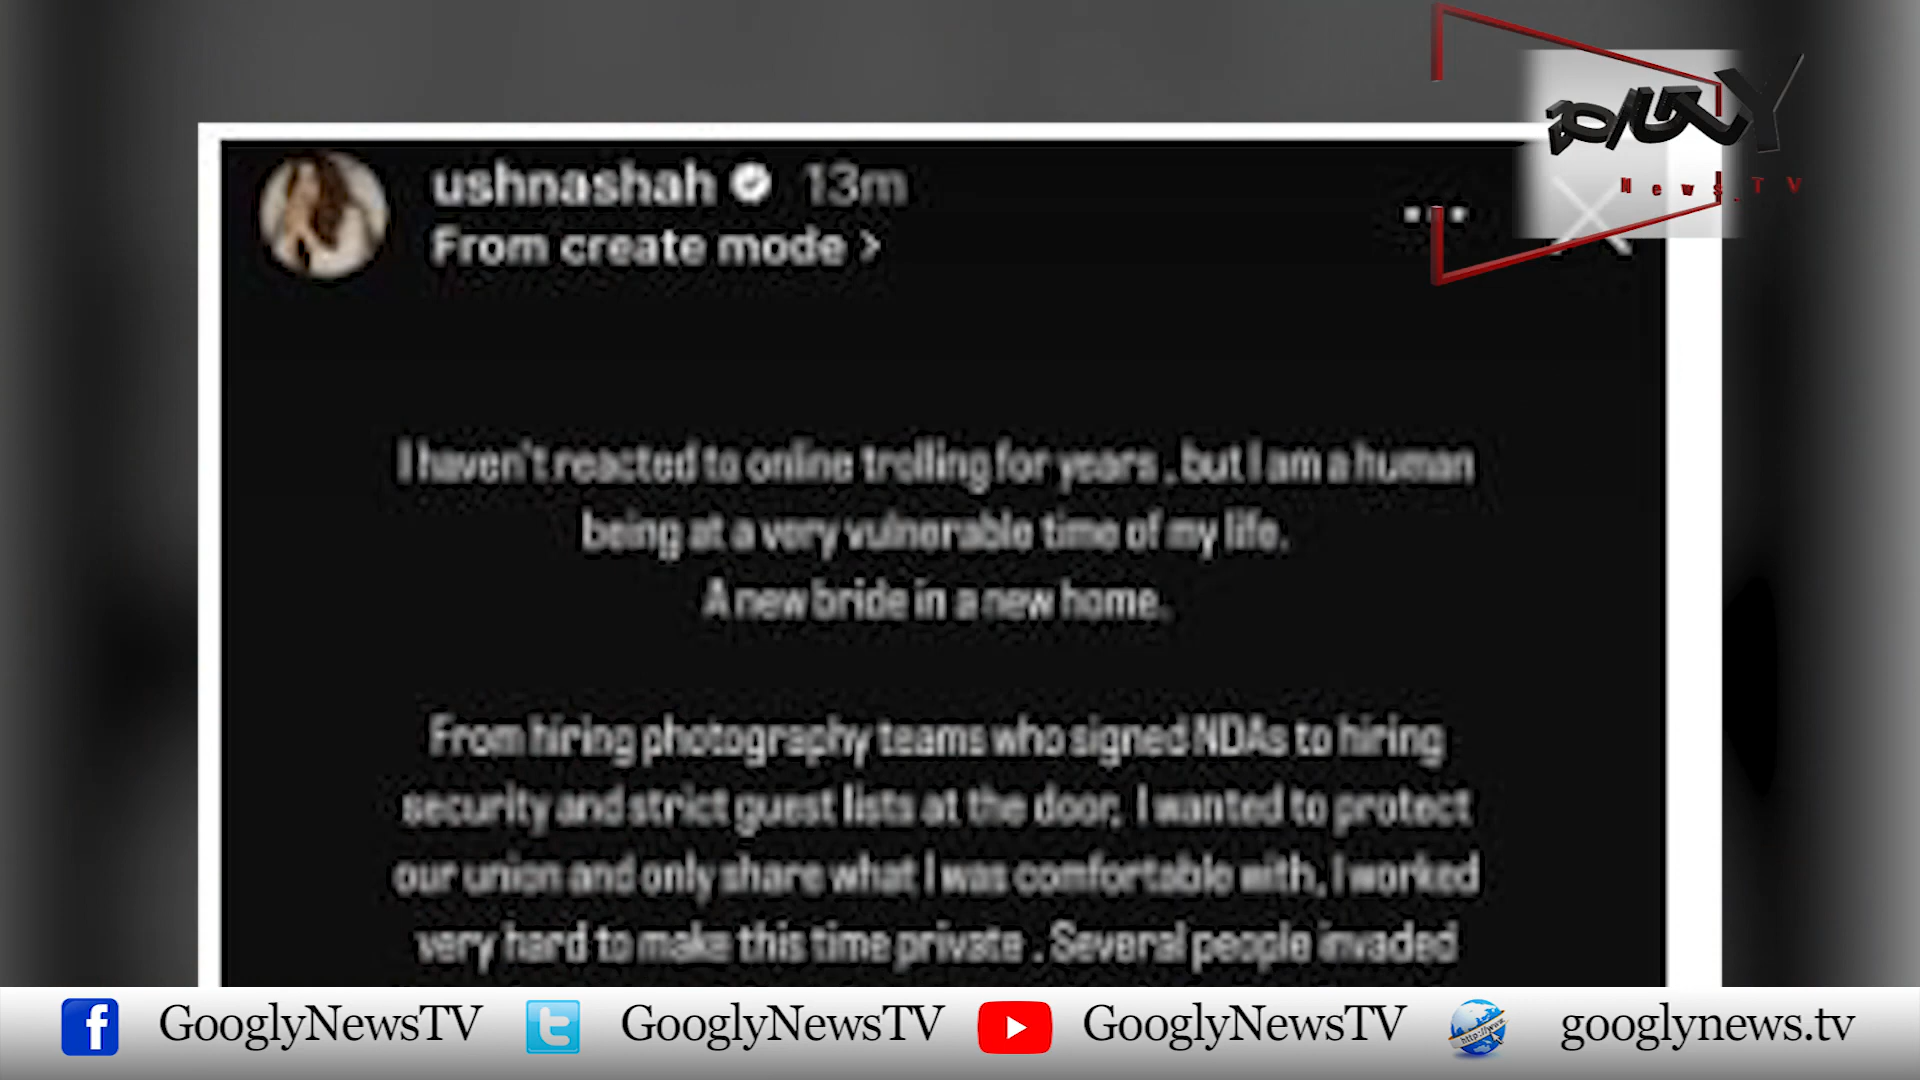 ushnashah 13m
From create mode >
News.TV
I haven't reacted to online trolling for years , but I am a human
being at a very vulnerable time of my life.
A new bride in a new home.
From hiring photography teams who signed NDAs to hiring
security and strict guest lists at the door, I wanted to protect
our union and only share what I was comfortable with, I worked
very hard to make this time private . Several people invaded
GooglyNewsTV GooglyNewsTV GooglyNewsTV googlynews.tv